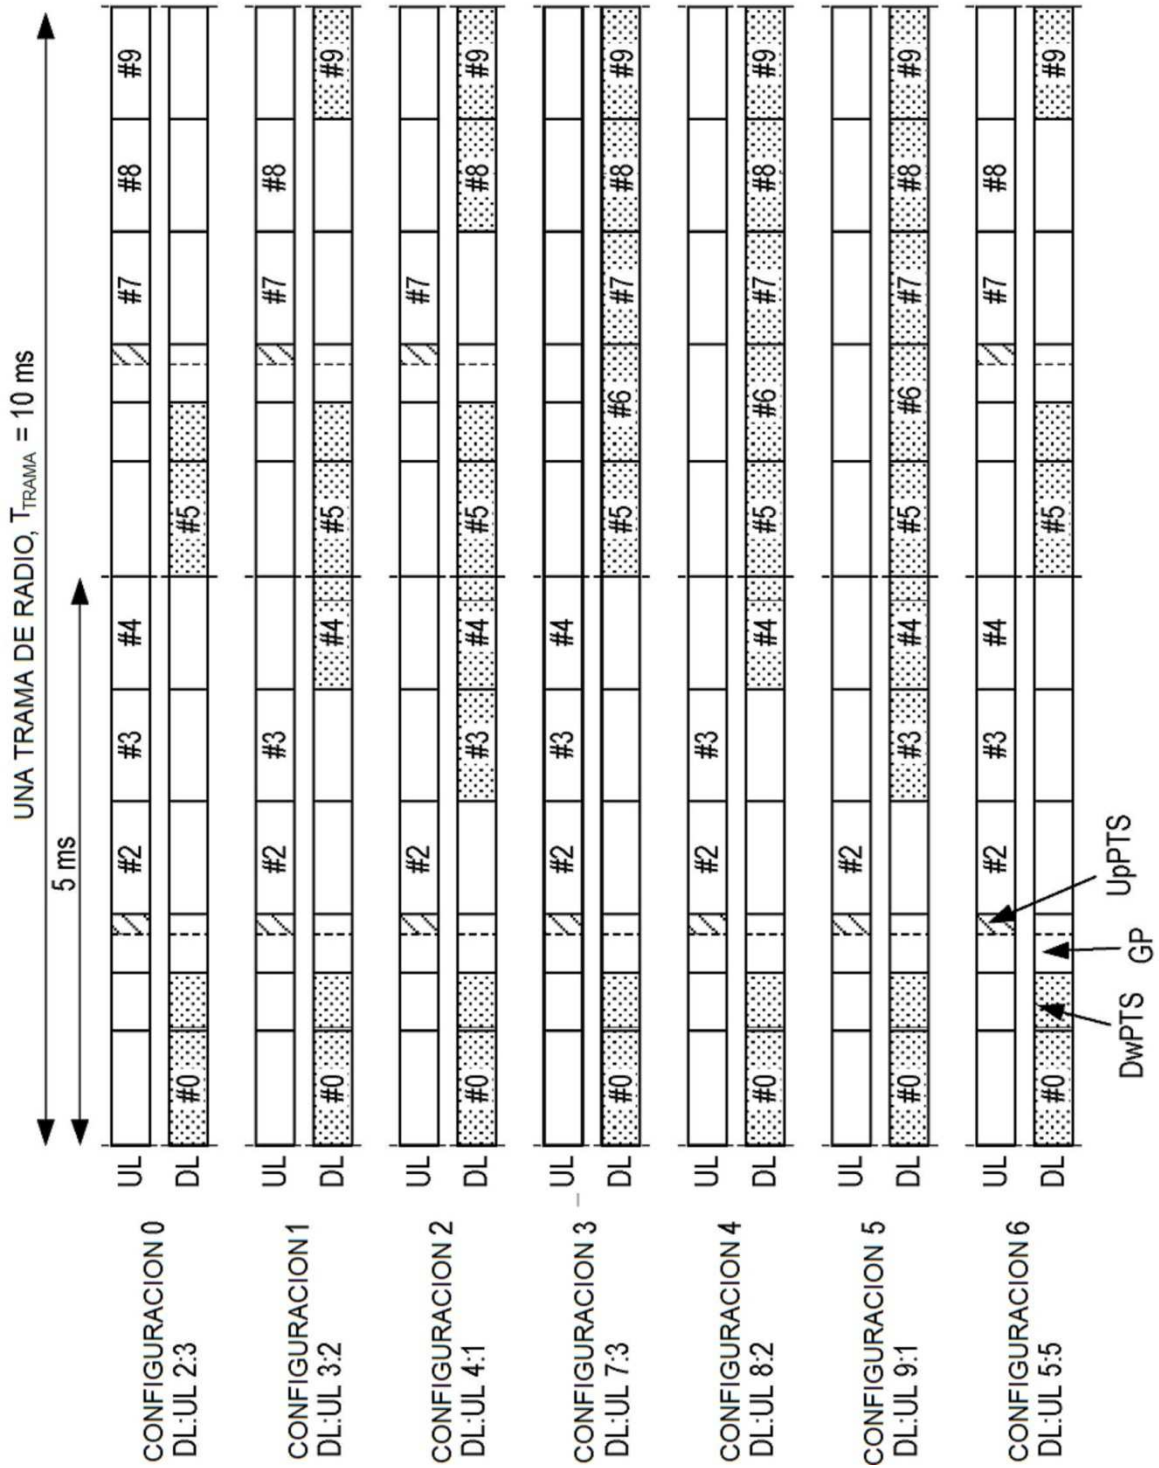 UNA TRAMA DE RADIO, TTRAMA = 10 ms
5 ms
CONFIGURACION 0
DL:UL 2:3
UL #2 #3 #4 #7 #8 #9
DL #0 #5
CONFIGURACION 1
DL:UL 3:2
UL #2 #3 #7 #8
DL #0 #4 #5 #9
CONFIGURACION 2
DL:UL 4:1
UL #2 #7
DL #0 #3 #4 #5 #8 #9
CONFIGURACION 3
DL:UL 7:3
UL #2 #3 #4
DL #0 #5 #6 #7 #8 #9
CONFIGURACION 4
DL:UL 8:2
UL #2 #3
DL #0 #4 #5 #6 #7 #8 #9
CONFIGURACION 5
DL:UL 9:1
UL #2
DL #0 #3 #4 #5 #6 #7 #8 #9
CONFIGURACION 6
DL:UL 5:5
UL #2 #3 #4 #7 #8
DL #0 #5 #9
DwPTS
GP
UpPTS